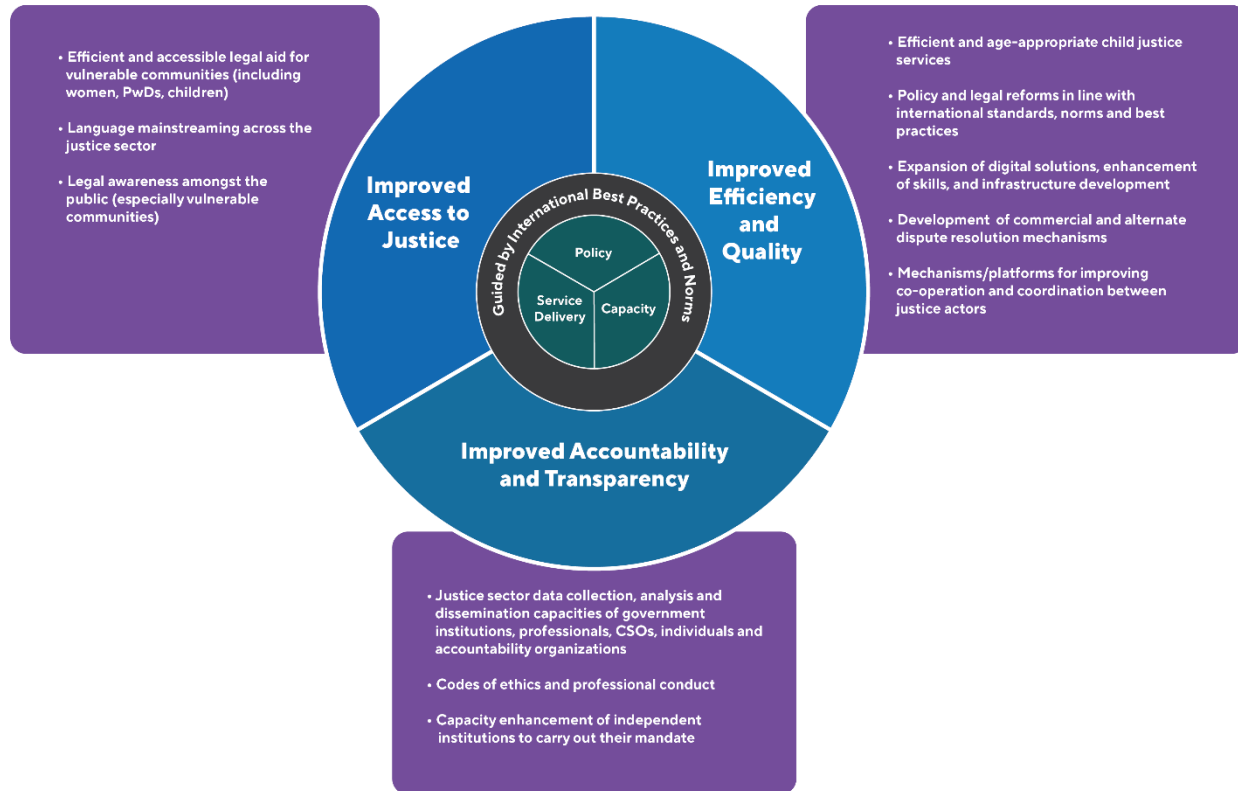 • Efficient and accessible legal aid for
vulnerable communities (including
women, PwDs, children)
• Language mainstreaming across the
justice sector
• Legal awareness amongst the
public (especially vulnerable
communities)
Improved
Access to
Justice
• Efficient and age-appropriate child justice
services
• Policy and legal reforms in line with
international standards, norms and best
practices
• Expansion of digital solutions, enhancement
of skills, and infrastructure development
• Development of commercial and alternate
dispute resolution mechanisms
• Mechanisms/platforms for improving
co-operation and coordination between
justice actors
Improved
Efficiency
and
Quality
Guided by International Best Practices and Norms
Policy
Service
Delivery
Capacity
Improved Accountability
and Transparency
• Justice sector data collection, analysis and
dissemination capacities of government
institutions, professionals, CSOs, individuals and
accountability organizations
• Codes of ethics and professional conduct
• Capacity enhancement of independent
institutions to carry out their mandate